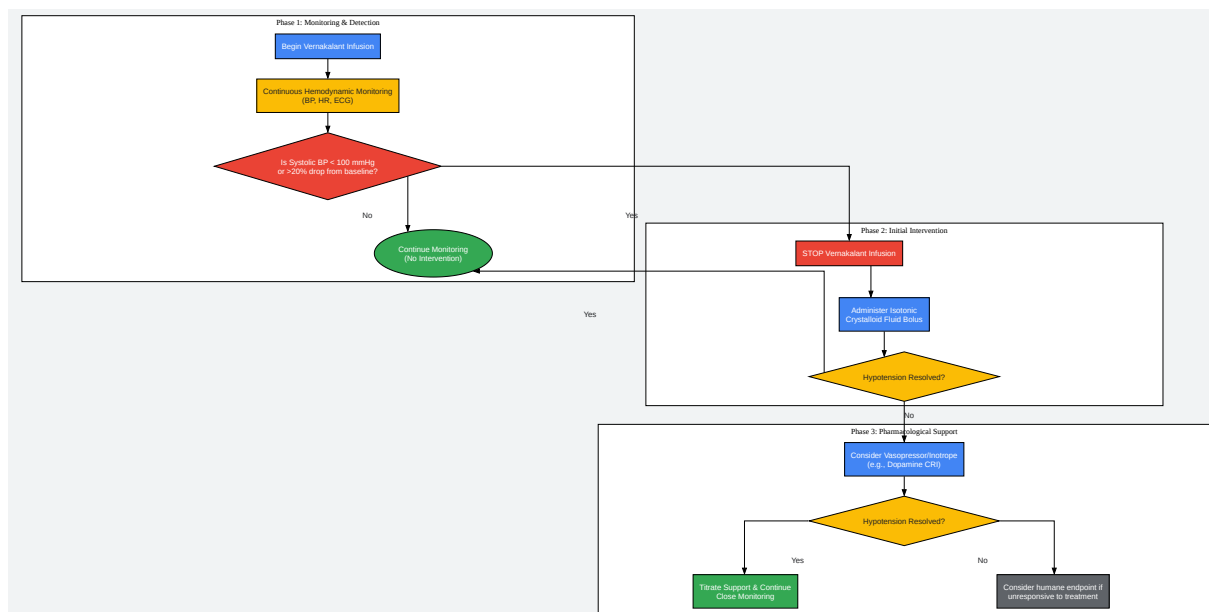 Phase 1: Monitoring & Detection
Begin Vernakalant Infusion
Continuous Hemodynamic Monitoring
(BP, HR, ECG)
Is Systolic BP < 100 mmHg
or >20% drop from baseline?
No
Yes
Continue Monitoring
(No Intervention)
Phase 2: Initial Intervention
STOP Vernakalant Infusion
Administer Isotonic
Crystalloid Fluid Bolus
Yes
Hypotension Resolved?
No
Phase 3: Pharmacological Support
Consider Vasopressor/Inotrope
(e.g., Dopamine CRI)
Hypotension Resolved?
Yes
No
Titrate Support & Continue
Close Monitoring
Consider humane endpoint if
unresponsive to treatment